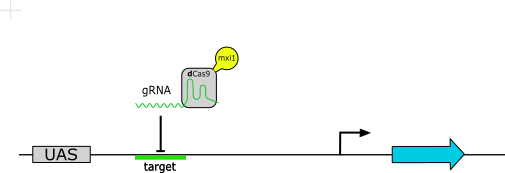 mxi1
dCas9
gRNA
UAS
target